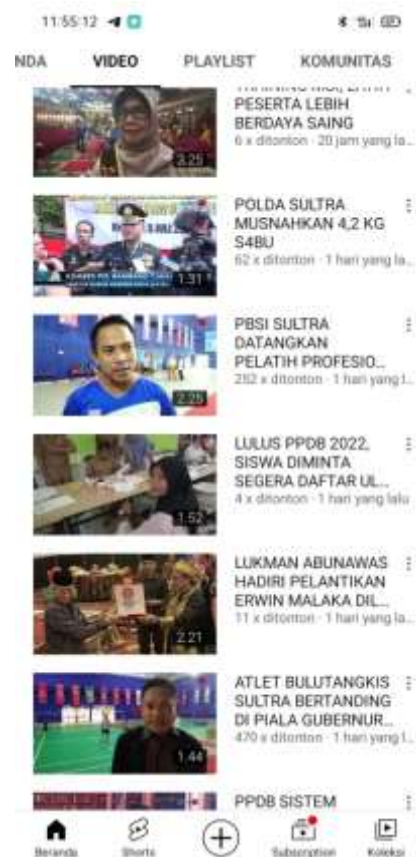 11:55:12
NDA VIDEO PLAYLIST KOMUNITAS
PESERTA LEBIH
BERDAYA SAING
6 x ditonton · 20 jam yang la...
3.25
POLDA SULTRA
MUSNAHKAN 4,2 KG
S4BU
62 x ditonton · 1 hari yang la...
1.31
PBSI SULTRA
DATANGKAN
PELATIH PROFESIO...
252 x ditonton · 1 hari yang l...
2.25
LULUS PPDB 2022,
SISWA DIMINTA
SEGERA DAFTAR UL...
4 x ditonton · 1 hari yang lalu
1.52
LUKMAN ABUNAWAS
HADIRI PELANTIKAN
ERWIN MALAKA DIL...
11 x ditonton · 1 hari yang la...
2.21
ATLET BULUTANGKIS
SULTRA BERTANDING
DI PIALA GUBERNUR...
470 x ditonton · 1 hari yang l...
1.44
PPDB SISTEM
Beranda Shorts Subscription Koleksi